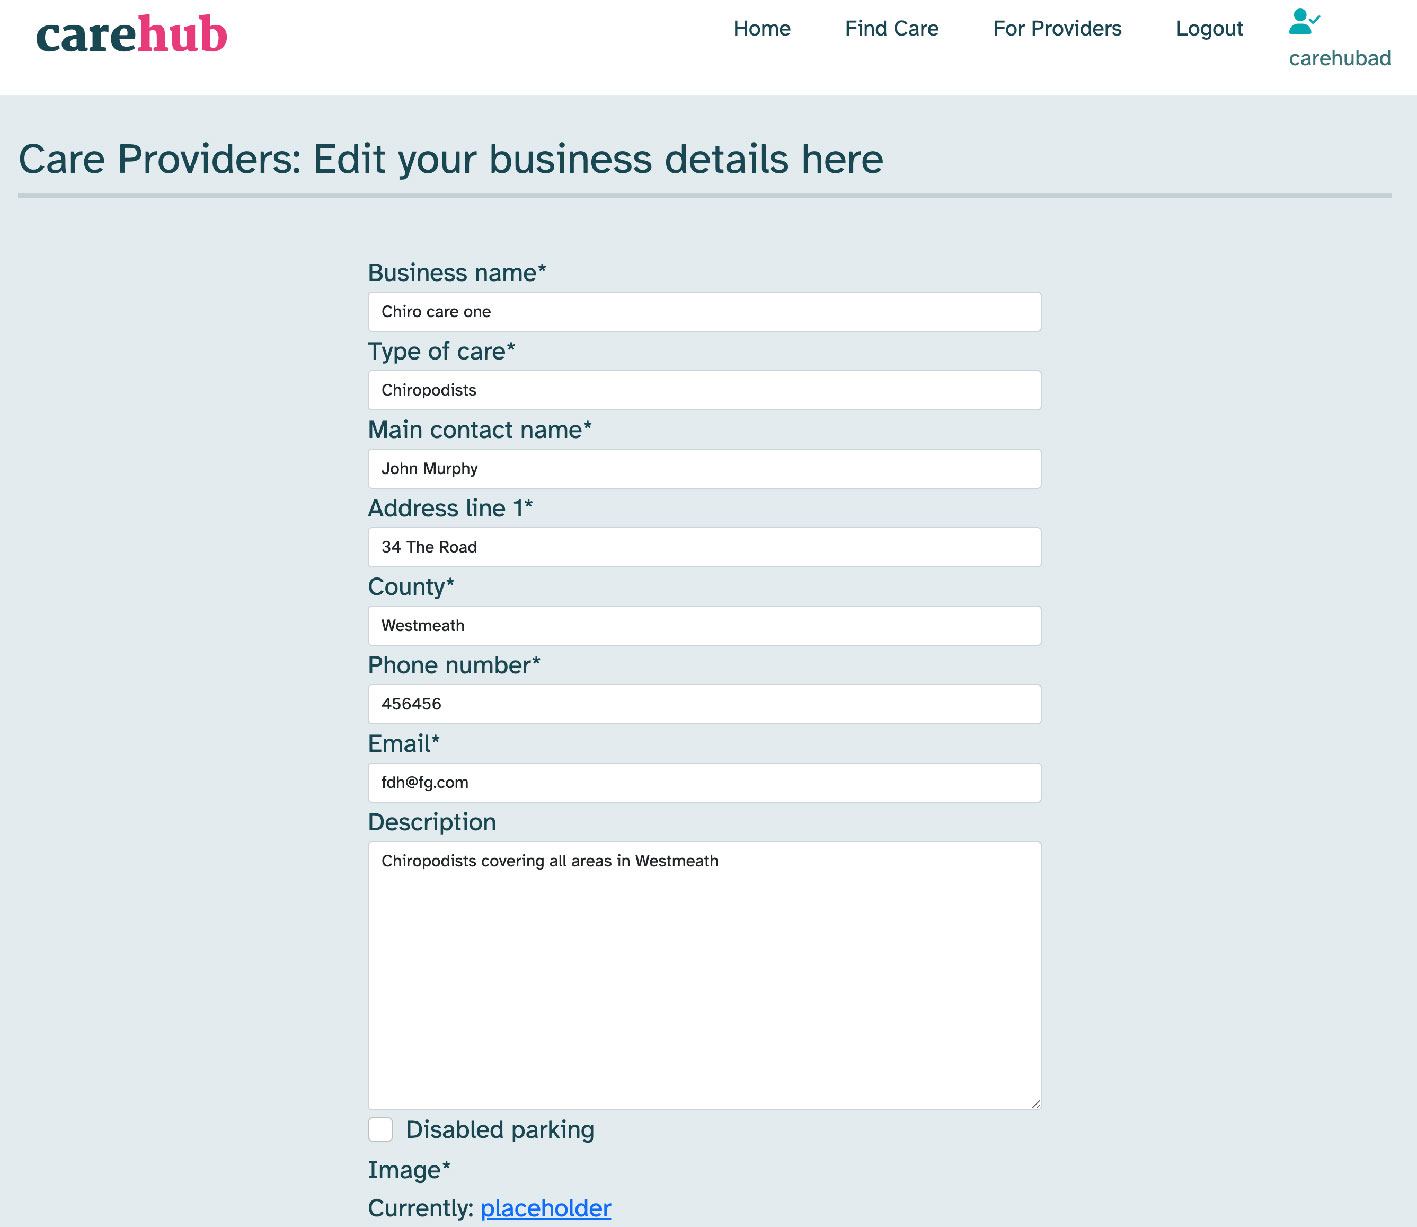 carehub
Home Find Care For Providers Logout
carehubad
Care Providers: Edit your business details here
Business name*
Chiro care one
Type of care*
Chiropodists
Main contact name*
John Murphy
Address line 1*
34 The Road
County*
Westmeath
Phone number*
456456
Email*
fdh@fg.com
Description
Chiropodists covering all areas in Westmeath
Disabled parking
Image*
Currently: placeholder